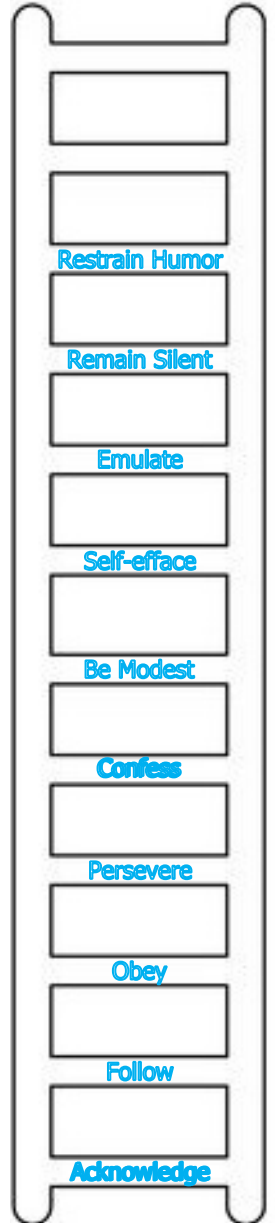 Restrain Humor
Remain Silent
Emulate
Self-efface
Be Modest
Confess
Persevere
Obey
Follow
Acknowledge